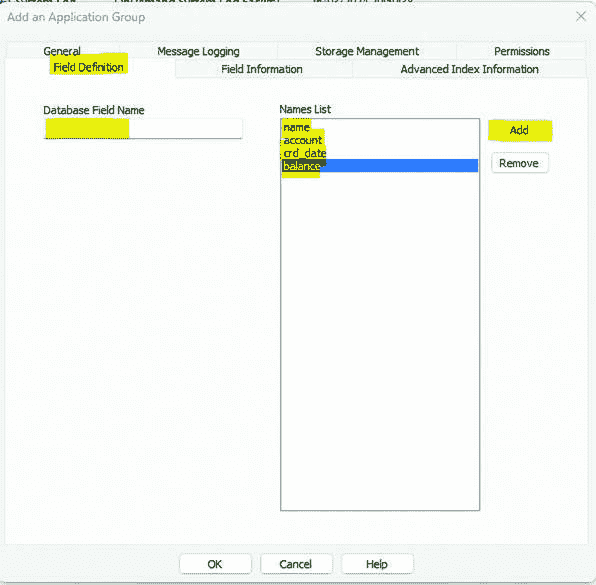 Add an Application Group
General Message Logging Storage Management Permissions
Field Definition Field Information Advanced Index Information
Database Field Name Names List
name Add
account
crd_date
balance Remove
OK Cancel Help